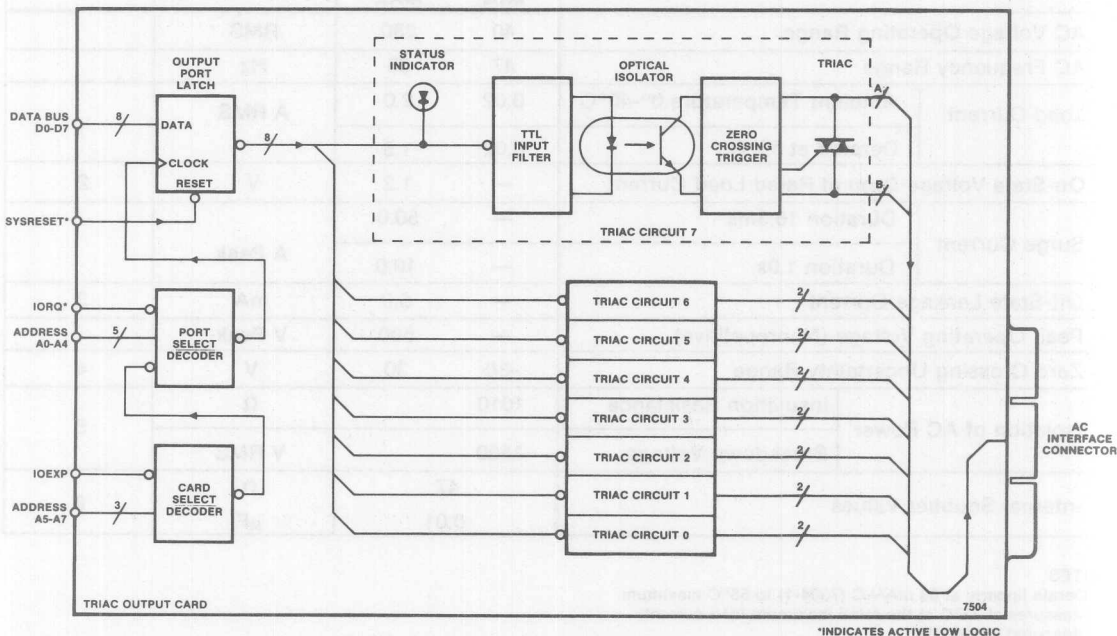 STATUS
INDICATOR
OPTICAL
ISOLATOR
TRIAC
OUTPUT
PORT
LATCH
DATA BUS
D0-D7
8
DATA
8
TTL
INPUT
FILTER
ZERO
CROSSING
TRIGGER
A
B
CLOCK
RESET
SYSRESET*
TRIAC CIRCUIT 7
IORQ*
ADDRESS
A0-A4
5
PORT
SELECT
DECODER
TRIAC CIRCUIT 6
2
TRIAC CIRCUIT 5
2
TRIAC CIRCUIT 4
2
TRIAC CIRCUIT 3
2
TRIAC CIRCUIT 2
2
TRIAC CIRCUIT 1
2
TRIAC CIRCUIT 0
2
AC
INTERFACE
CONNECTOR
IOEXP
ADDRESS
A5-A7
3
CARD
SELECT
DECODER
TRIAC OUTPUT CARD
7504
*INDICATES ACTIVE LOW LOGIC